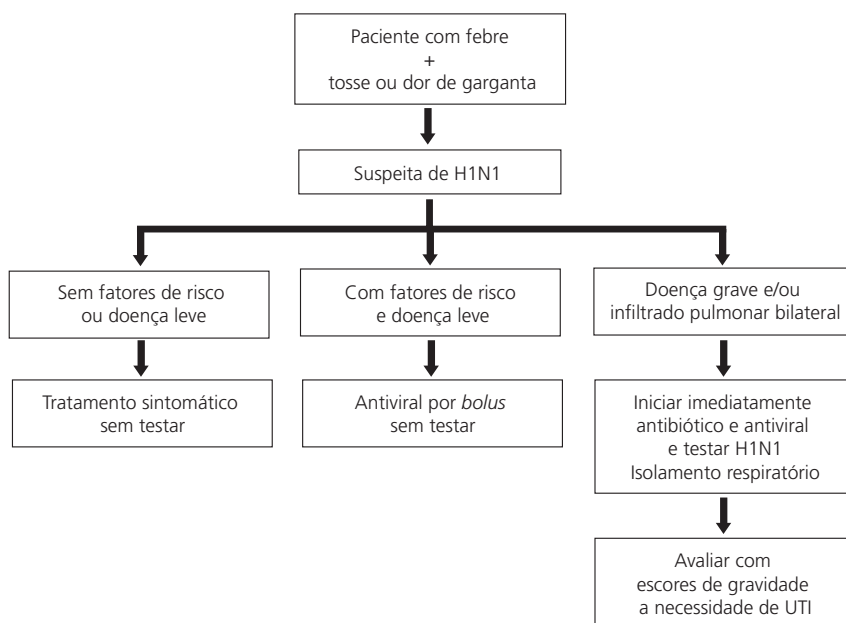 Paciente com febre
+
tosse ou dor de garganta
Suspeita de H1N1
Sem fatores de risco
ou doença leve
Com fatores de risco
e doença leve
Doença grave e/ou
infiltrado pulmonar bilateral
Tratamento sintomático
sem testar
Antiviral por bolus
sem testar
Iniciar imediatamente
antibiótico e antiviral
e testar H1N1
Isolamento respiratório
Avaliar com
escores de gravidade
a necessidade de UTI